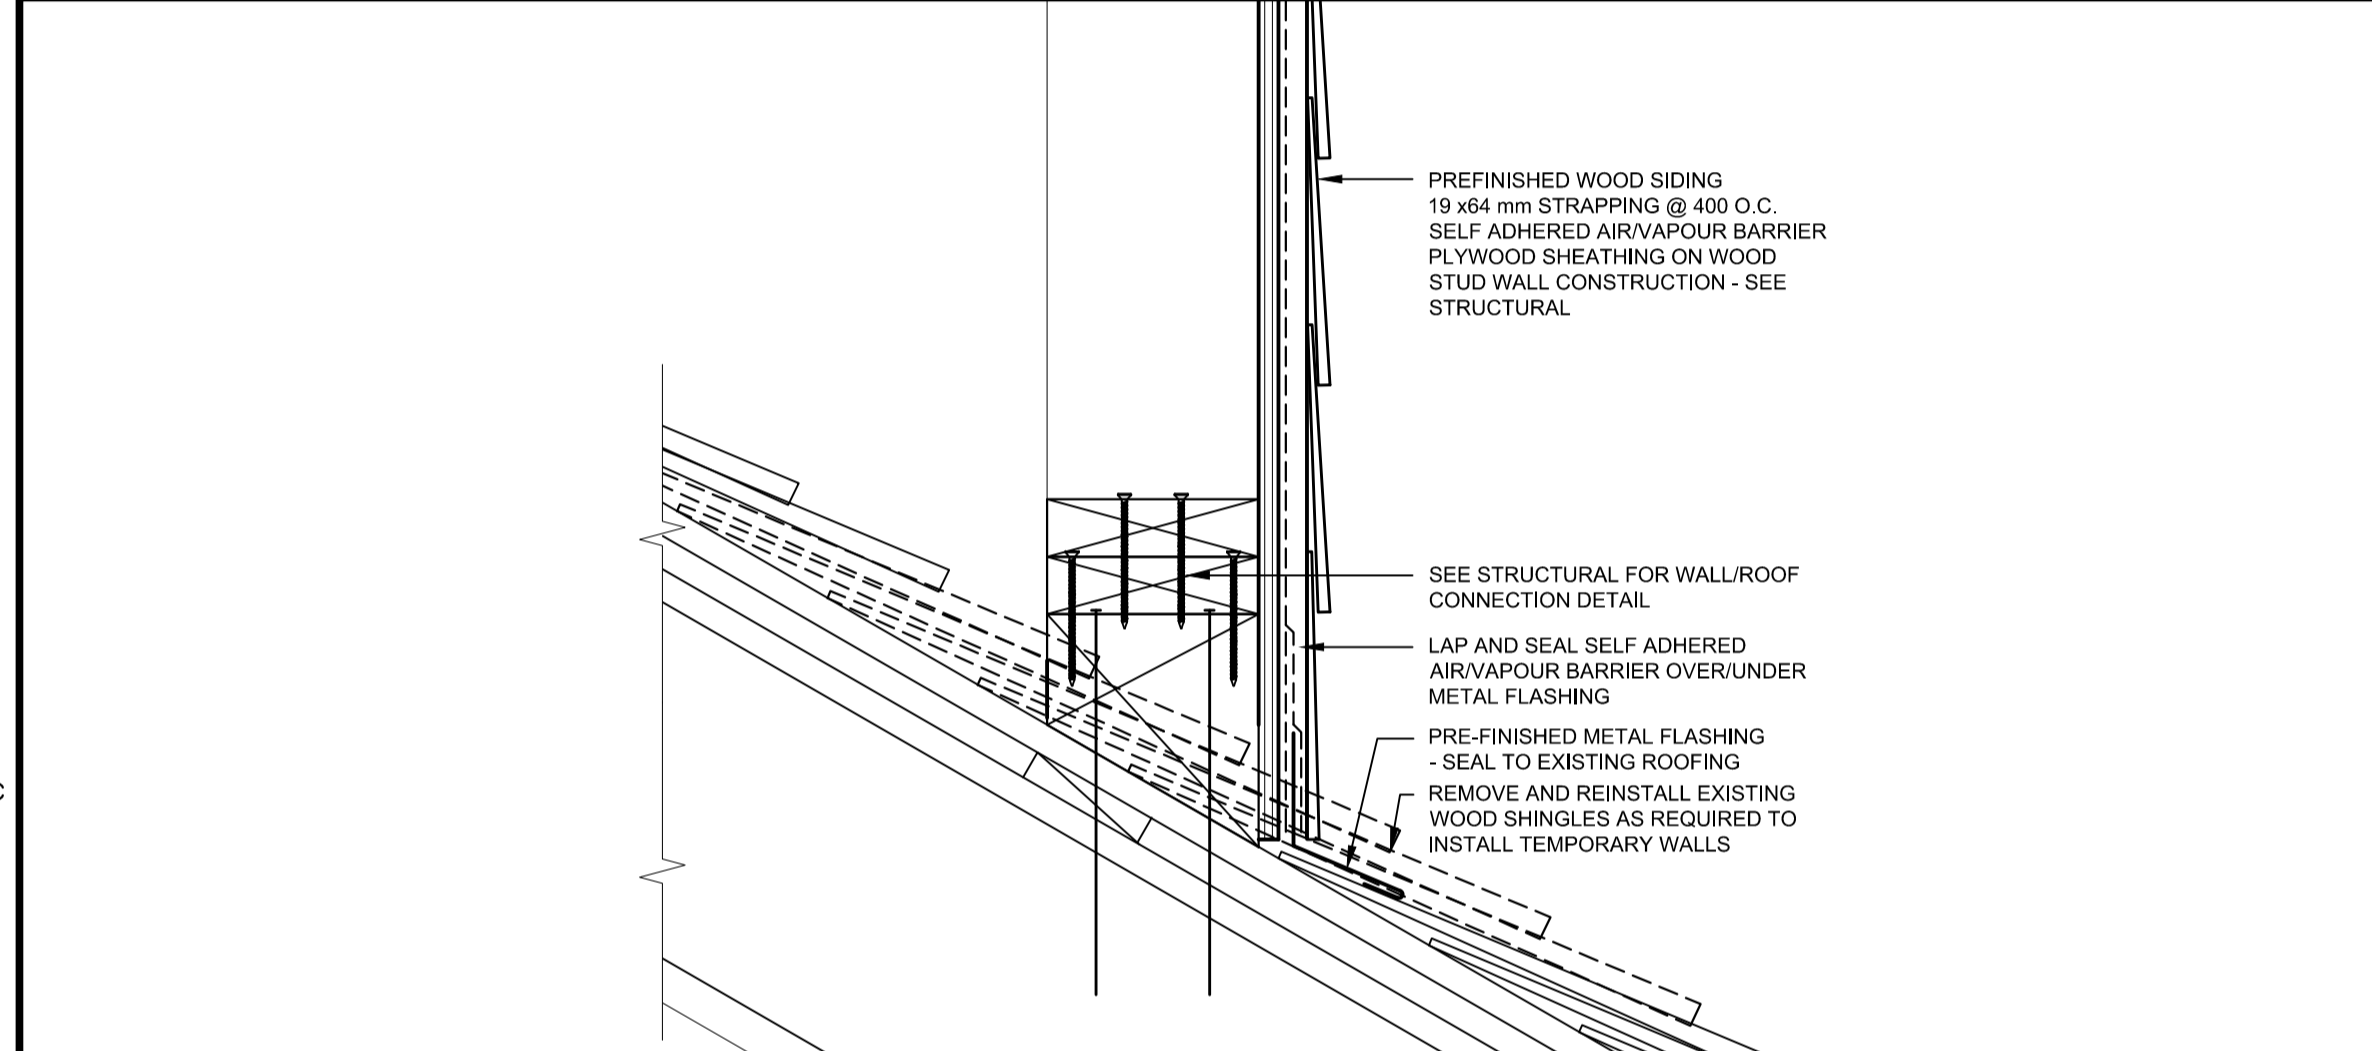 PREFINISHED WOOD SIDING
19 x64 mm STRAPPING @ 400 O.C.
SELF ADHERED AIR/VAPOUR BARRIER
PLYWOOD SHEATHING ON WOOD
STUD WALL CONSTRUCTION - SEE
STRUCTURAL
SEE STRUCTURAL FOR WALL/ROOF
CONNECTION DETAIL
LAP AND SEAL SELF ADHERED
AIR/VAPOUR BARRIER OVER/UNDER
METAL FLASHING
PRE-FINISHED METAL FLASHING
- SEAL TO EXISTING ROOFING
REMOVE AND REINSTALL EXISTING
WOOD SHINGLES AS REQUIRED TO
INSTALL TEMPORARY WALLS